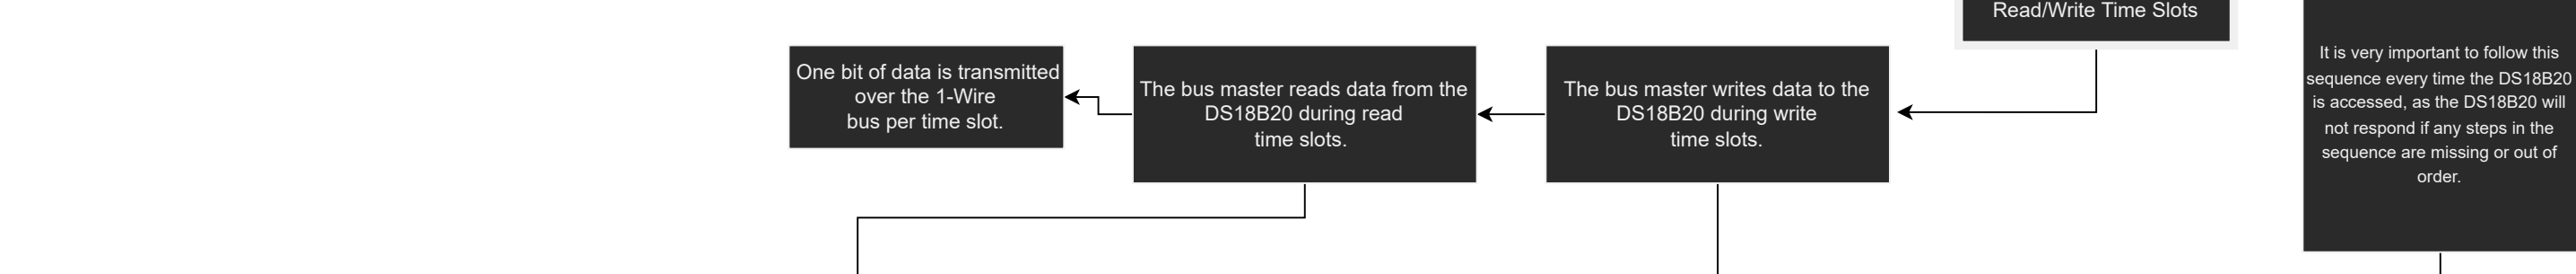 Read/Write Time Slots
One bit of data is transmitted
over the 1-Wire
bus per time slot.
The bus master reads data from the
DS18B20 during read
time slots.
The bus master writes data to the
DS18B20 during write
time slots.
It is very important to follow this
sequence every time the DS18B20
is accessed, as the DS18B20 will
not respond if any steps in the
sequence are missing or out of
order.